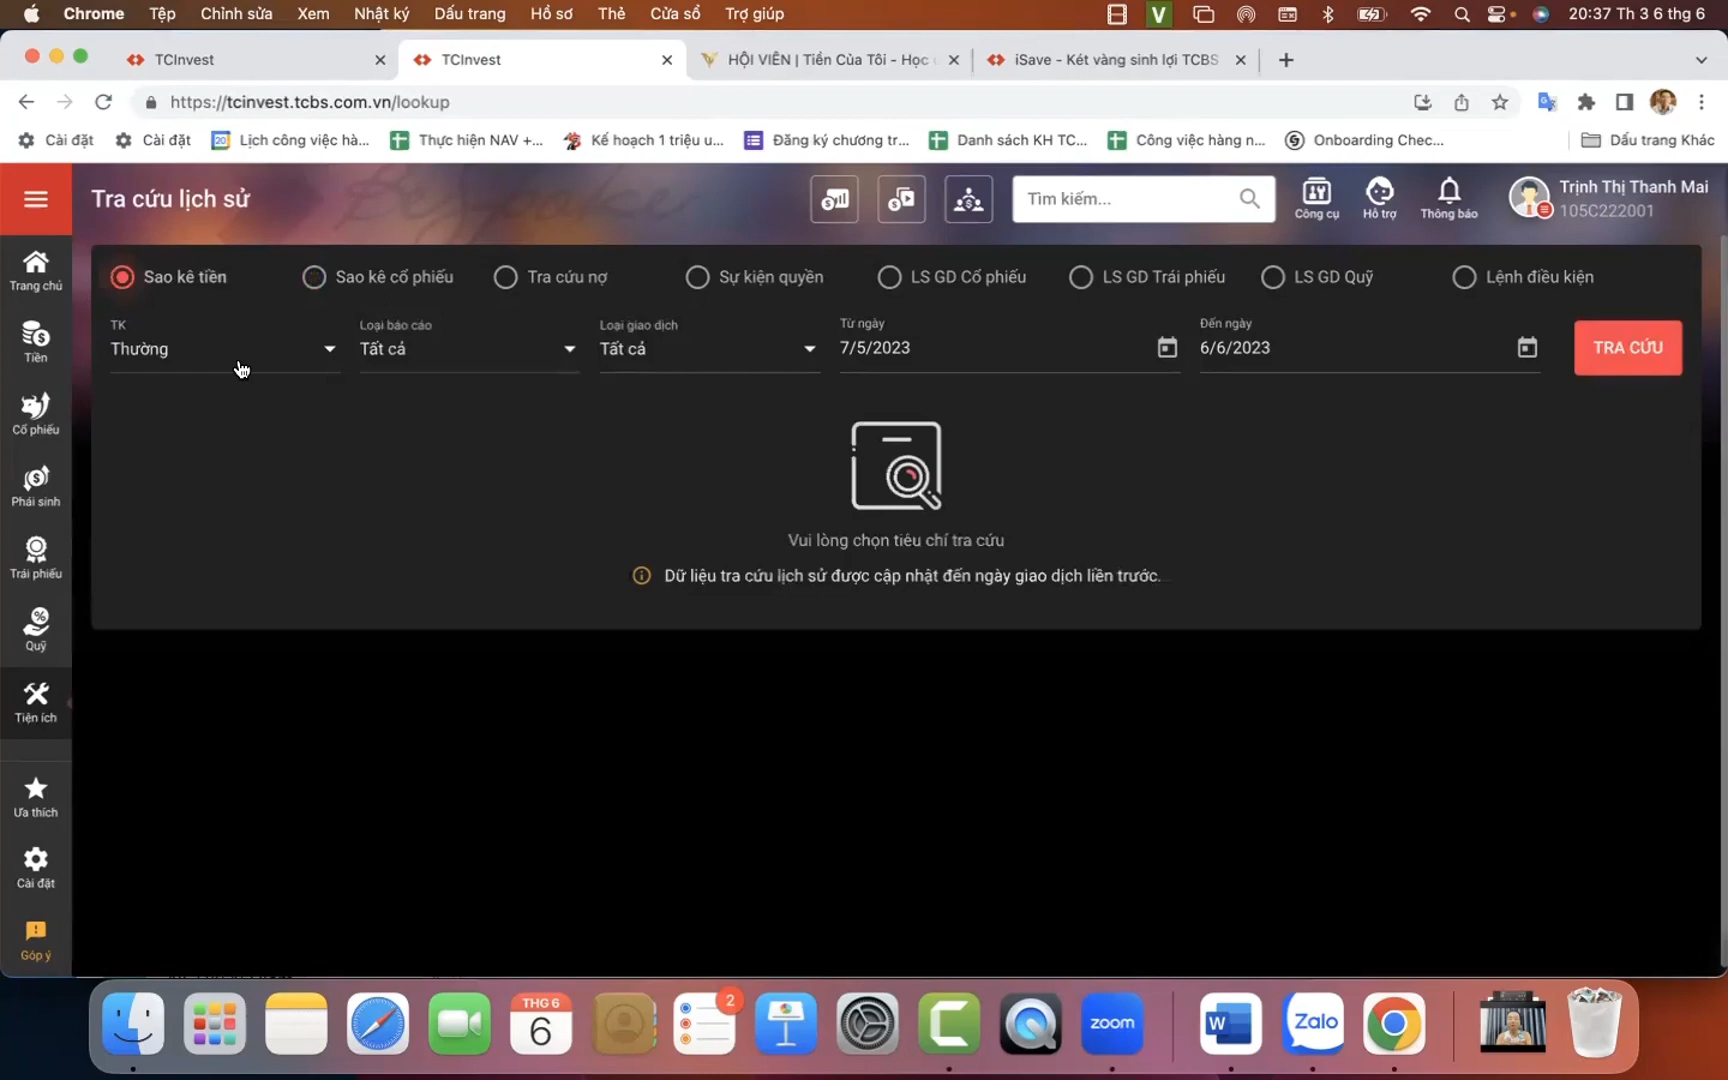 Chrome Tệp Chỉnh sửa Xem Nhật ký Dấu trang Hồ sơ Thẻ Cửa sổ Trợ giúp V 20:37 Th 3 6 thg 6
TCInvest TCInvest HỘI VIÊN | Tiền Của Tôi - Học iSave - Két vàng sinh lợi TCBS
https://tcinvest.tcbs.com.vn/lookup
Cài đặt Cài đặt Lịch công việc hà... Thực hiện NAV +... Kế hoạch 1 triệu u... Đăng ký chương tr... Danh sách KH TC... Công việc hàng n... Onboarding Chec... Dấu trang Khác
Tra cứu lịch sử Tìm kiếm... Công cụ Hỗ trợ Thông báo Trịnh Thị Thanh Mai
105C222001
Trang chủ
Tiền
Cổ phiếu
Phái sinh
Trái phiếu
Quỹ
Tiện ích
Ưa thích
Cài đặt
Góp ý
Sao kê tiền Sao kê cổ phiếu Tra cứu nợ Sự kiện quyền LS GD Cổ phiếu LS GD Trái phiếu LS GD Quỹ Lệnh điều kiện
TK Loại báo cáo Loại giao dịch Từ ngày Đến ngày
Thường Tất cả Tất cả 7/5/2023 6/6/2023 TRA CỨU
Vui lòng chọn tiêu chí tra cứu
Dữ liệu tra cứu lịch sử được cập nhật đến ngày giao dịch liền trước.
THG 6
6
2
zoom
W
Zalo